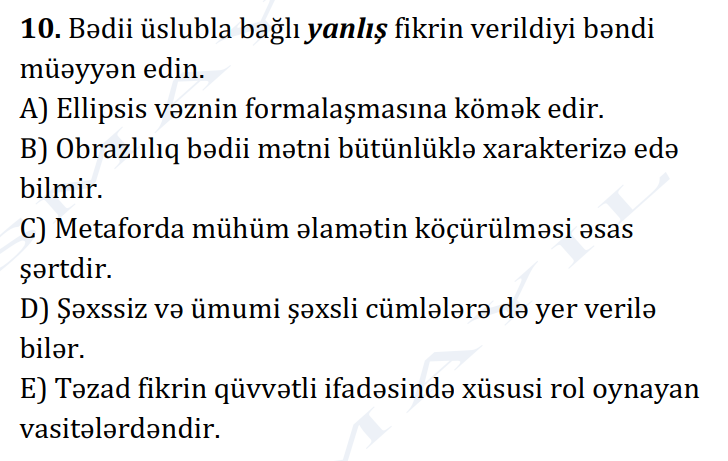 10. Bədii üslubla bağlı yanlış fikrin verildiyi bəndi
müəyyən edin.
A) Ellipsis vəznin formalaşmasına kömək edir.
B) Obrazlılıq bədii mətni bütünlüklə xarakterizə edə
bilmir.
C) Metaforda mühüm əlamətin köçürülməsi əsas
şərtdir.
D) Şəxssiz və ümumi şəxsli cümlələrə də yer verilə
bilər.
E) Təzad fikrin qüvvətli ifadəsində xüsusi rol oynayan
vasitələrdəndir.